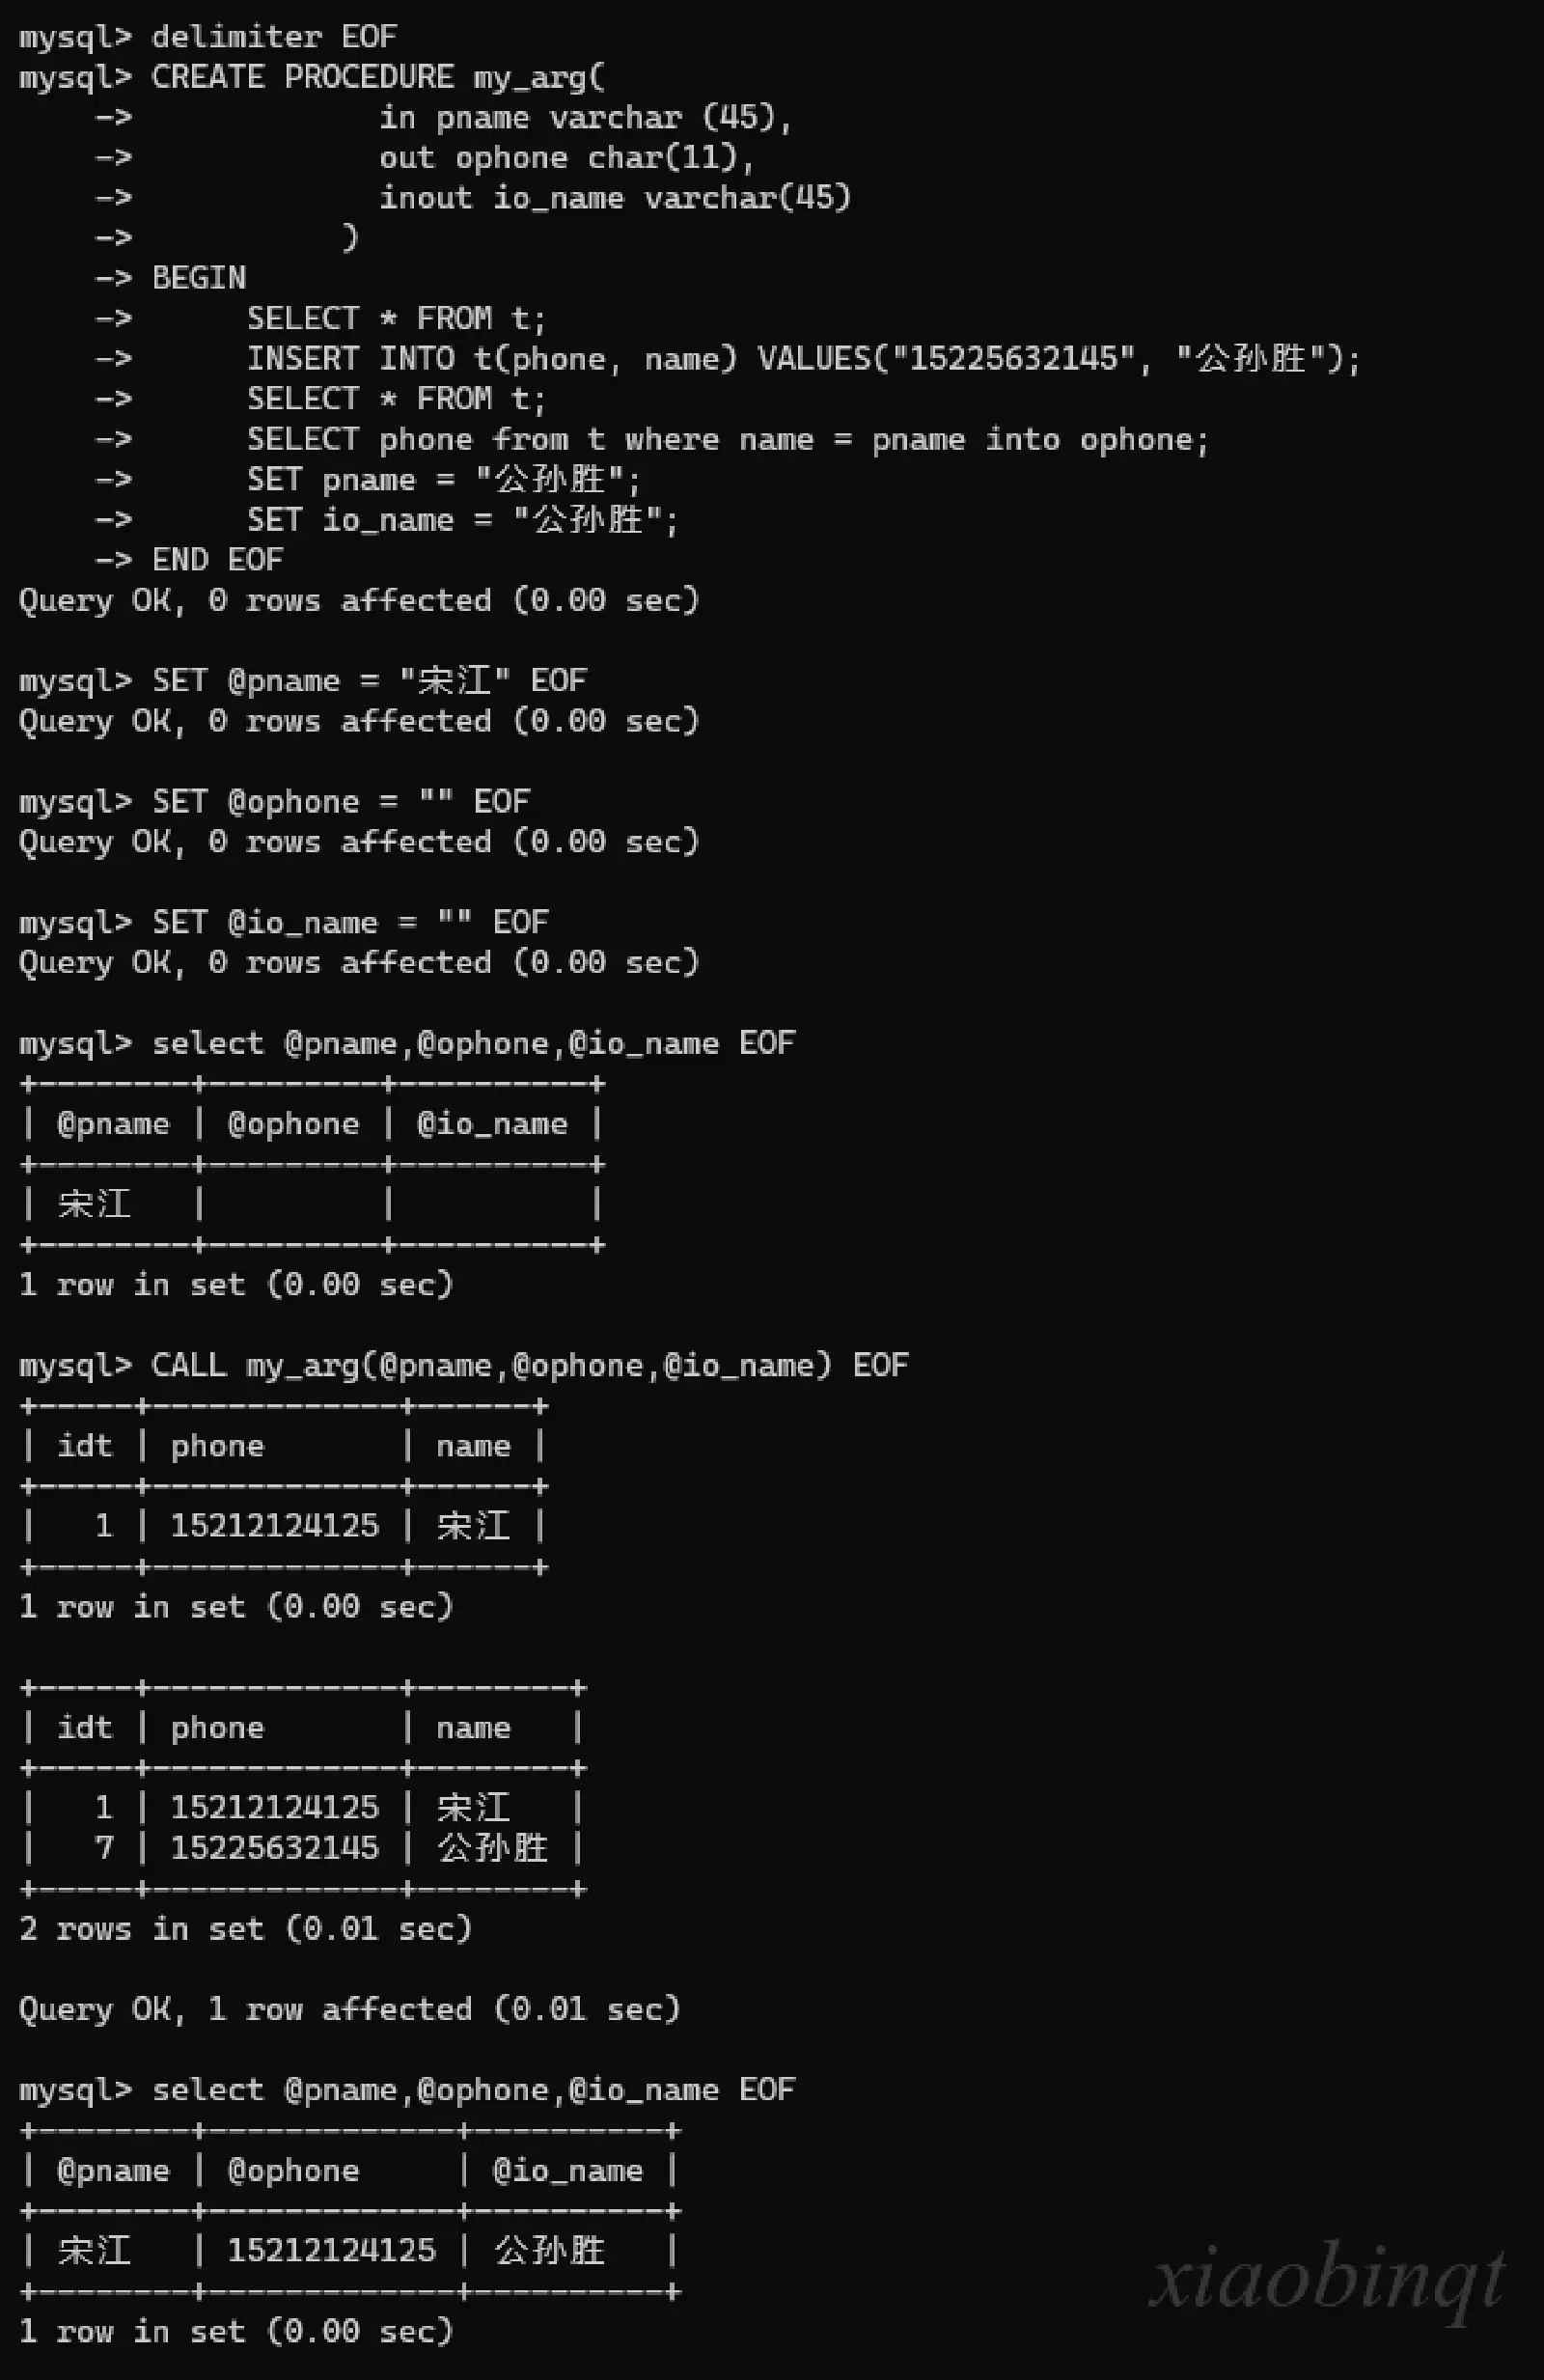 mysql> delimiter EOF
mysql> CREATE PROCEDURE my_arg(
    ->             in pname varchar (45),
    ->             out ophone char(11),
    ->             inout io_name varchar(45)
    ->           )
    -> BEGIN
    ->      SELECT * FROM t;
    ->      INSERT INTO t(phone, name) VALUES("15225632145", "公孙胜");
    ->      SELECT * FROM t;
    ->      SELECT phone from t where name = pname into ophone;
    ->      SET pname = "公孙胜";
    ->      SET io_name = "公孙胜";
    -> END EOF
Query OK, 0 rows affected (0.00 sec)

mysql> SET @pname = "宋江" EOF
Query OK, 0 rows affected (0.00 sec)

mysql> SET @ophone = "" EOF
Query OK, 0 rows affected (0.00 sec)

mysql> SET @io_name = "" EOF
Query OK, 0 rows affected (0.00 sec)

mysql> select @pname,@ophone,@io_name EOF
+--------+---------+----------+
| @pname | @ophone | @io_name |
+--------+---------+----------+
| 宋江   |         |          |
+--------+---------+----------+
1 row in set (0.00 sec)

mysql> CALL my_arg(@pname,@ophone,@io_name) EOF
+-----+-------------+------+
| idt | phone       | name |
+-----+-------------+------+
|   1 | 15212124125 | 宋江 |
+-----+-------------+------+
1 row in set (0.00 sec)

+-----+-------------+--------+
| idt | phone       | name   |
+-----+-------------+--------+
|   1 | 15212124125 | 宋江   |
|   7 | 15225632145 | 公孙胜 |
+-----+-------------+--------+
2 rows in set (0.01 sec)

Query OK, 1 row affected (0.01 sec)

mysql> select @pname,@ophone,@io_name EOF
+--------+-------------+----------+
| @pname | @ophone     | @io_name |
+--------+-------------+----------+
| 宋江   | 15212124125 | 公孙胜   |
+--------+-------------+----------+
1 row in set (0.00 sec)
xiaobinqt